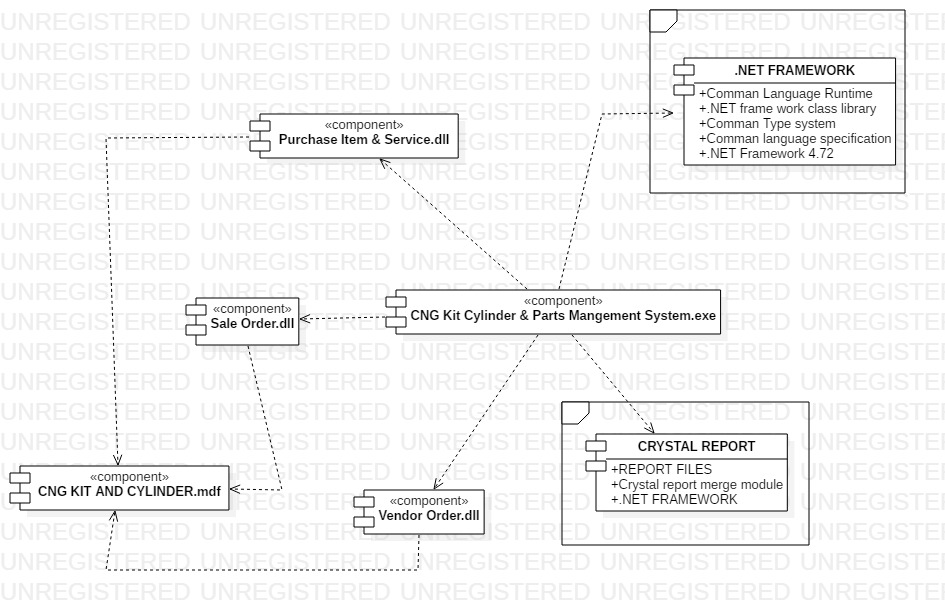 UNREGISTERED UNREGISTERED UNREGISTERED UNREGISTERED UNREGISTERED
.NET FRAMEWORK
+Comman Language Runtime
+.NET frame work class library
+Comman Type system
+Comman language specification
+.NET Framework 4.72
«component»
Purchase Item & Service.dll
«component»
CNG Kit Cylinder & Parts Mangement System.exe
«component»
Sale Order.dll
CRYSTAL REPORT
+REPORT FILES
+Crystal report merge module
+.NET FRAMEWORK
«component»
CNG KIT AND CYLINDER.mdf
«component»
Vendor Order.dll